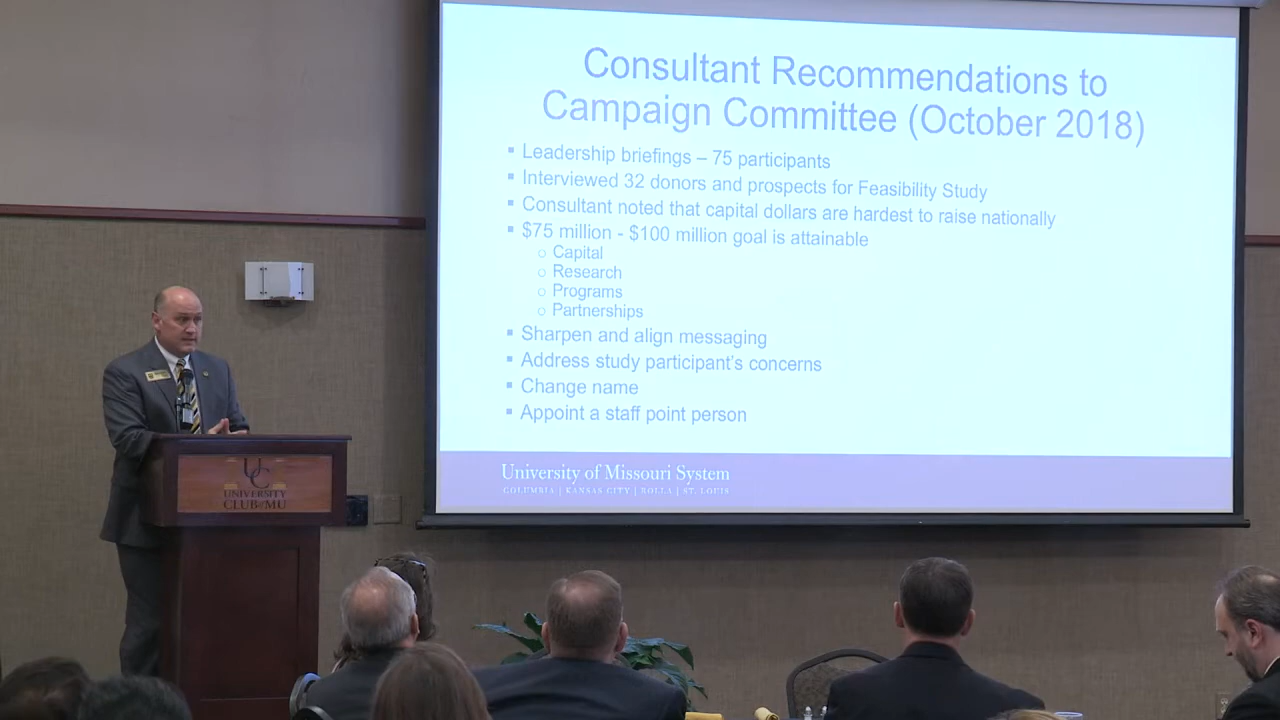 Consultant Recommendations to
Campaign Committee (October 2018)
▪ Leadership briefings – 75 participants
▪ Interviewed 32 donors and prospects for Feasibility Study
▪ Consultant noted that capital dollars are hardest to raise nationally
▪ $75 million - $100 million goal is attainable
○ Capital
○ Research
○ Programs
○ Partnerships
▪ Sharpen and align messaging
▪ Address study participant's concerns
▪ Change name
▪ Appoint a staff point person
University of Missouri System
COLUMBIA | KANSAS CITY | ROLLA | ST. LOUIS
UC
UNIVERSITY
CLUB of MU